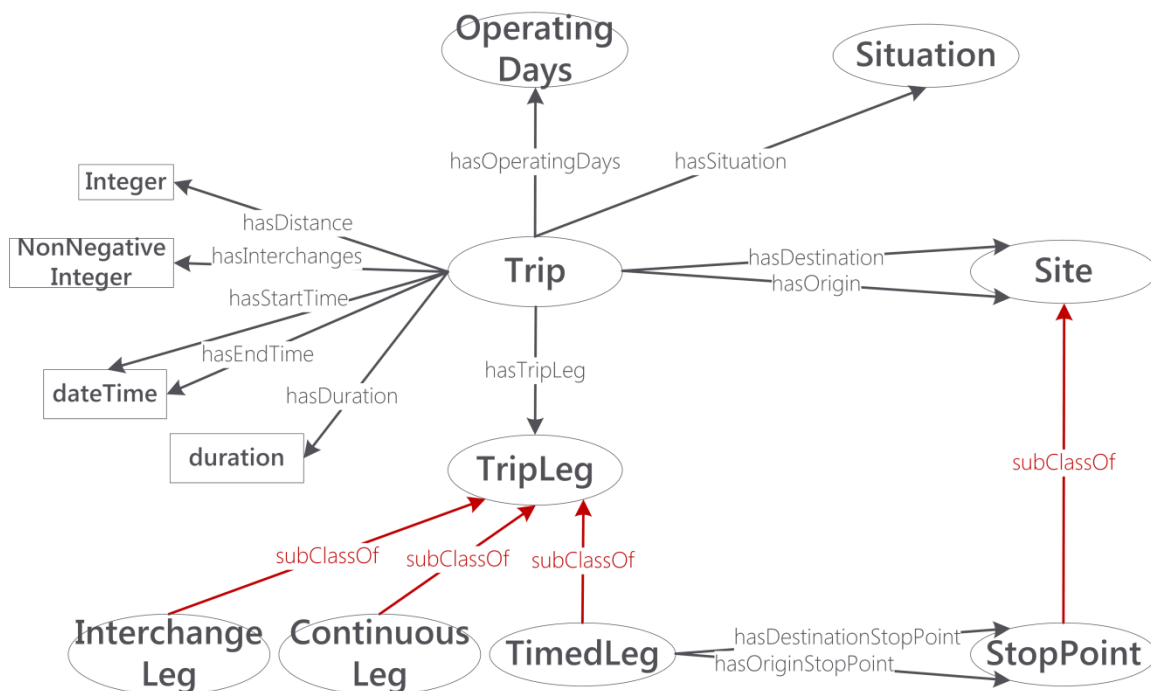 Operating
Days
Situation
hasOperatingDays
hasSituation
Integer
hasDistance
NonNegative
Integer
hasInterchanges
Trip
hasDestination
hasOrigin
Site
hasStartTime
hasEndTime
dateTime
hasDuration
hasTripLeg
duration
TripLeg
subClassOf
subClassOf
subClassOf
subClassOf
Interchange
Leg
Continuous
Leg
TimedLeg
hasDestinationStopPoint
hasOriginStopPoint
StopPoint